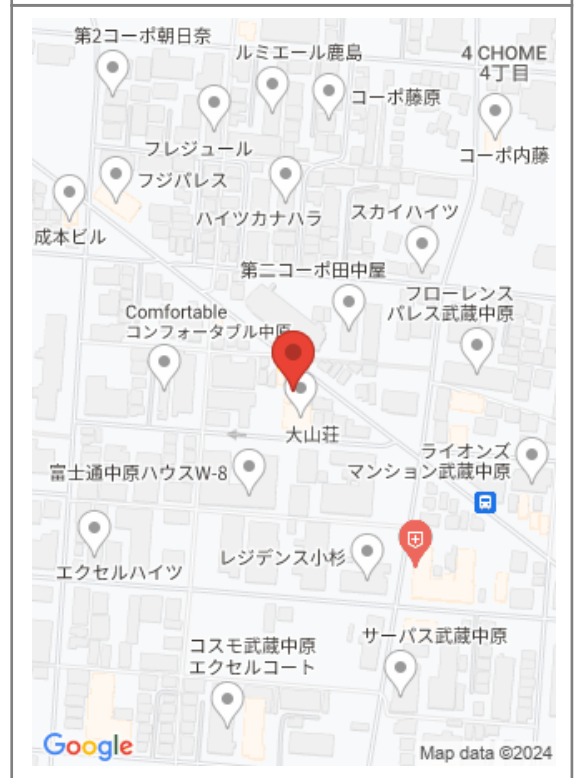 第2コーポ朝日奈
ルミエール鹿島
4 CHOME
4丁目
コーポ藤原
フレジュール
コーポ内藤
フジパレス
ハイツカナハラ
スカイハイツ
成本ビル
第二コーポ田中屋
フローレンス
パレス武蔵中原
Comfortable
コンフォータブル中原
大山荘
ライオンズ
マンション武蔵中原
富士通中原ハウスW-8
レジデンス小杉
エクセルハイツ
サーパス武蔵中原
コスモ武蔵中原
エクセルコート
Google
Map data ©2024